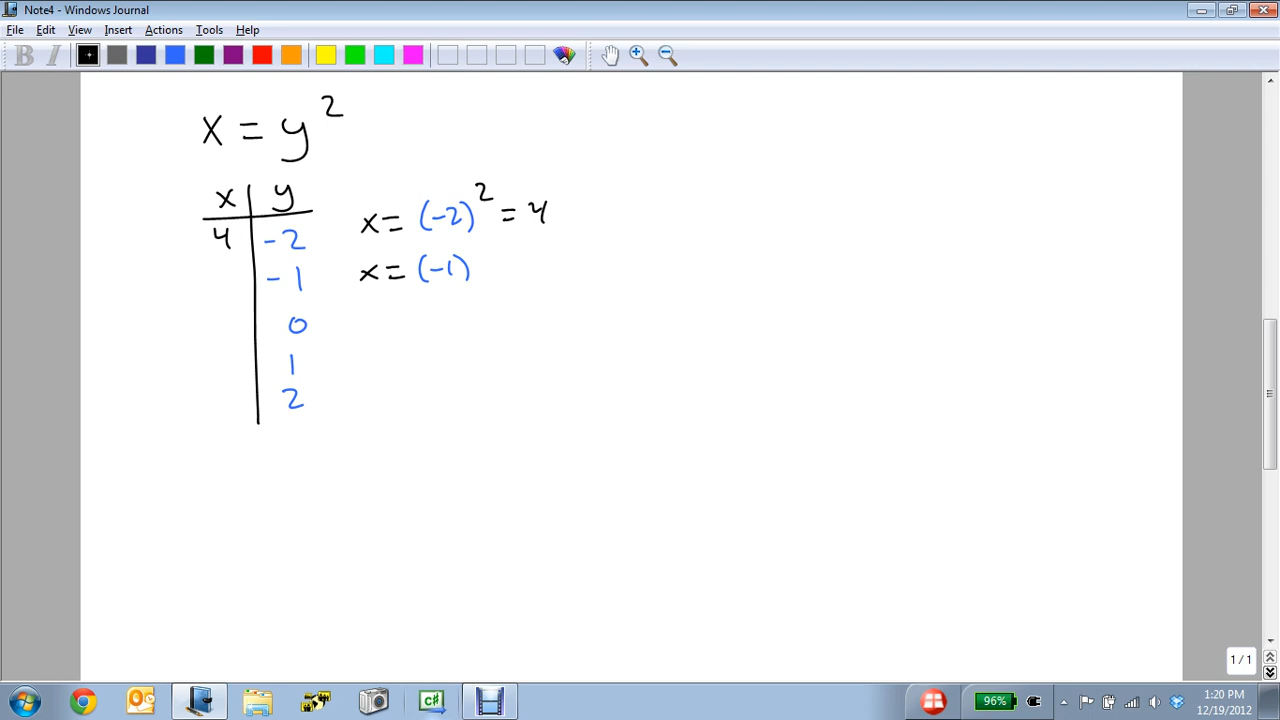 Note4 - Windows Journal
File Edit View Insert Actions Tools Help
B I
x = y²
x y
4 -2 x = (-2)² = 4
-1 x = (-1)
0
1
2
1 / 1
C#
96%
1:20 PM
12/19/2012